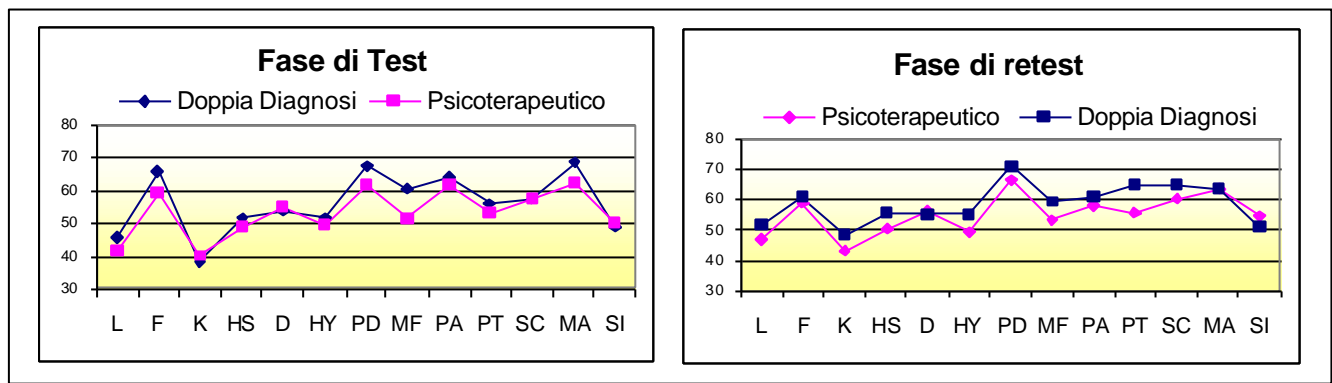 Fase di Test
Doppia Diagnosi Psicoterapeutico
80
70
60
50
40
30
L F K HS D HY PD MF PA PT SC MA SI
Fase di retest
Psicoterapeutico Doppia Diagnosi
80
70
60
50
40
30
L F K HS D HY PD MF PA PT SC MA SI